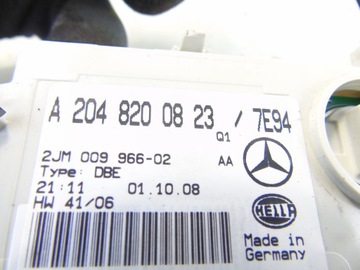 A 204 820 08 23 / 7E94
Q1
2JM 009 966-02 AA
Type: DBE
21:11 01.10.08
HW 41/06
HELLA
Made in
Germany